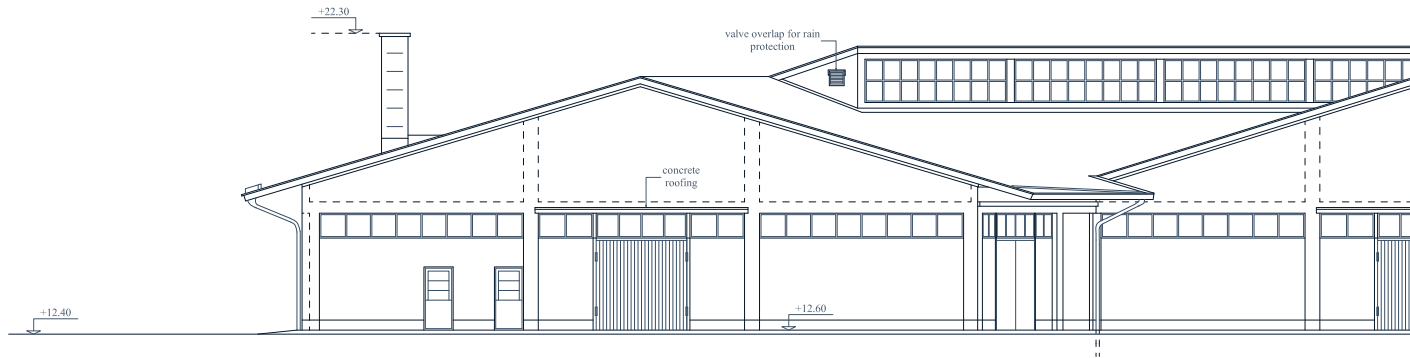 +22.30
valve overlap for rain
protection
concrete
roofing
+12.40
+12.60